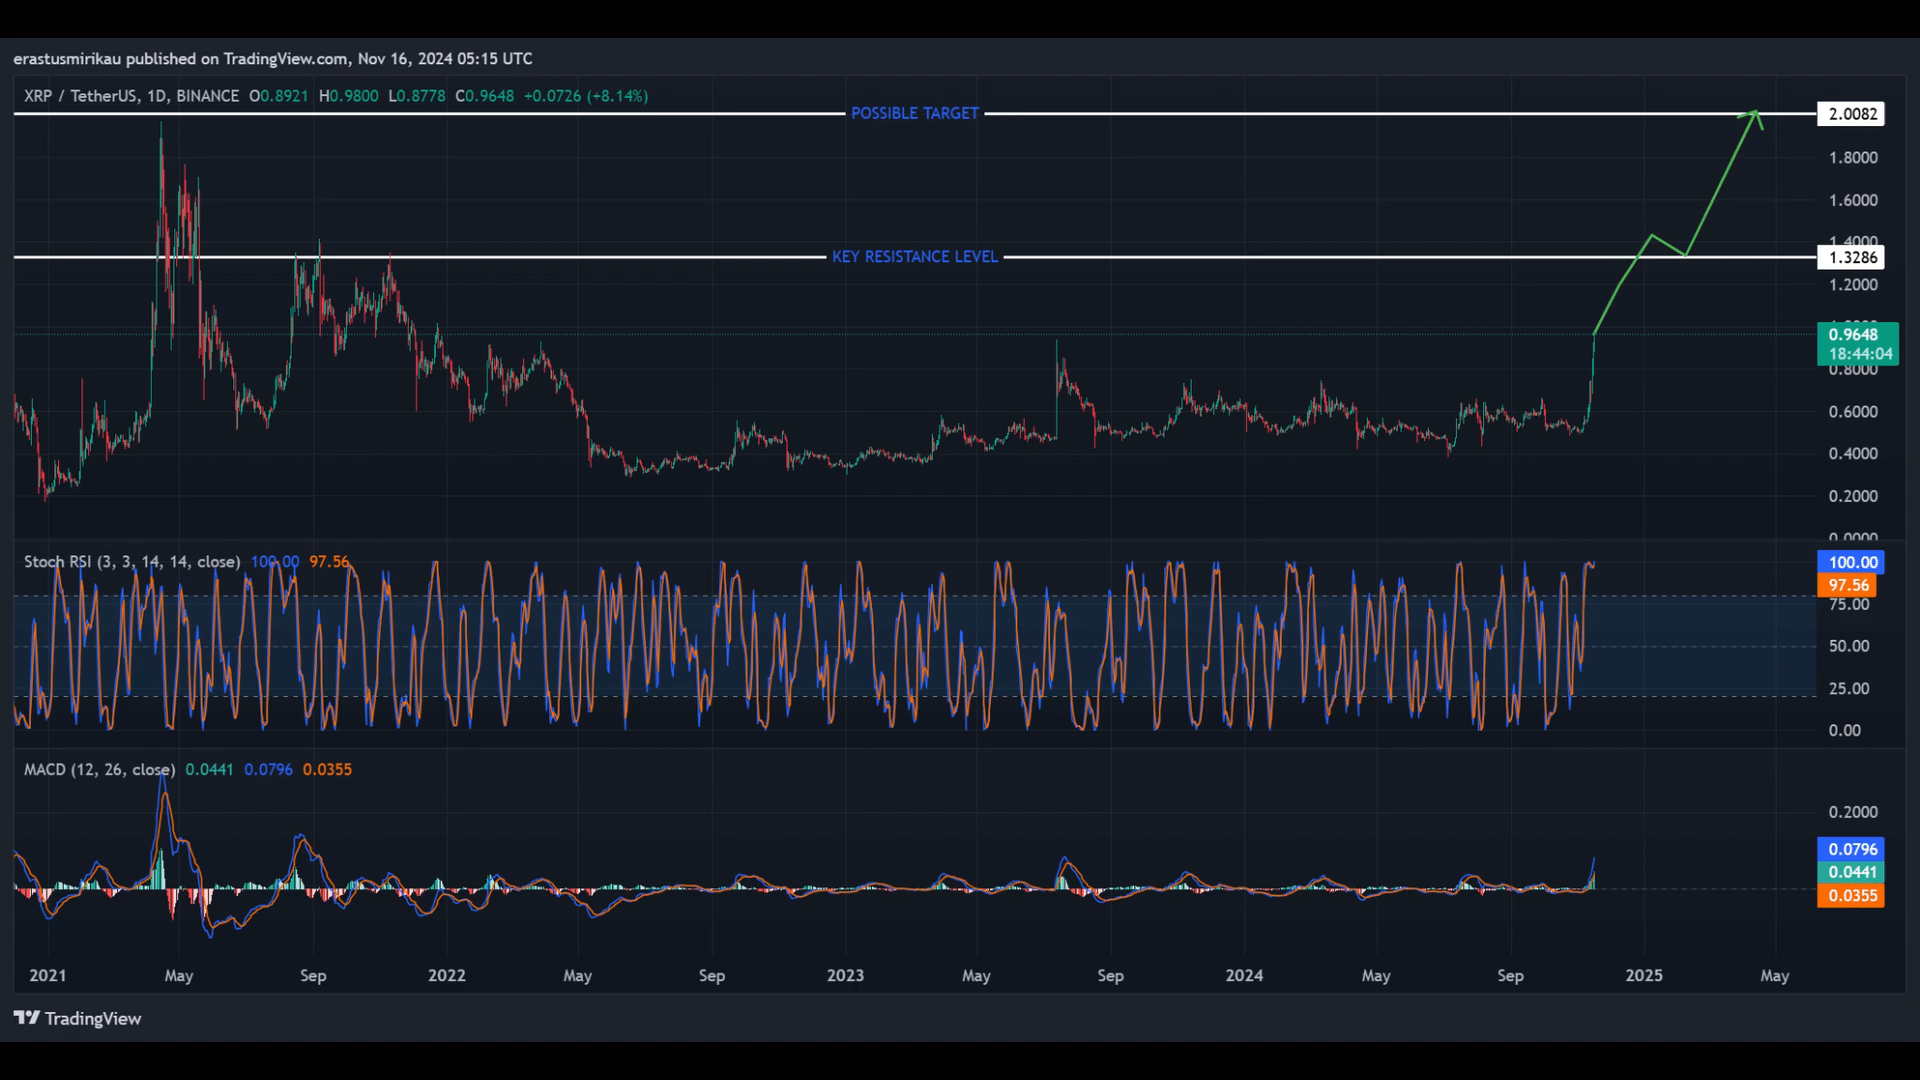 erastusmirikau published on TradingView.com, Nov 16, 2024 05:15 UTC
XRP / TetherUS, 1D, BINANCE O0.8921 H0.9800 L0.8778 C0.9648 +0.0726 (+8.14%)
POSSIBLE TARGET
2.0082
1.8000
1.6000
1.4000
KEY RESISTANCE LEVEL
1.3286
1.2000
0.9648
18:44:04
0.8000
0.6000
0.4000
0.2000
0.0000
Stoch RSI (3, 3, 14, 14, close) 100.00 97.56
100.00
97.56
75.00
50.00
25.00
0.00
MACD (12, 26, close) 0.0441 0.0796 0.0355
0.2000
0.0796
0.0441
0.0355
2021 May Sep 2022 May Sep 2023 May Sep 2024 May Sep 2025 May
TradingView